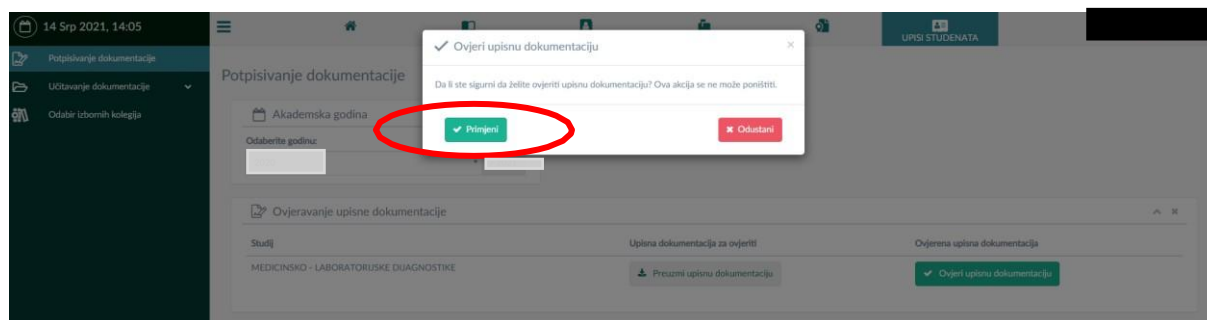 14 Srp 2021, 14:05
UPISI STUDENATA
Potpisivanje dokumentacije
Učitavanje dokumentacije
Odabir izbornih kolegija
Potpisivanje dokumentacije
Ovjeri upisnu dokumentaciju
×
Da li ste sigurni da želite ovjeriti upisnu dokumentaciju? Ova akcija se ne može poništiti.
Primjeni
Odustani
Akademska godina
Odaberite godinu:
Ovjeravanje upisne dokumentacije
Studij
Upisna dokumentacija za ovjeriti
Ovjerena upisna dokumentacija
MEDICINSKO - LABORATORIJSKE DIJAGNOSTIKE
Preuzmi upisnu dokumentaciju
Ovjeri upisnu dokumentaciju